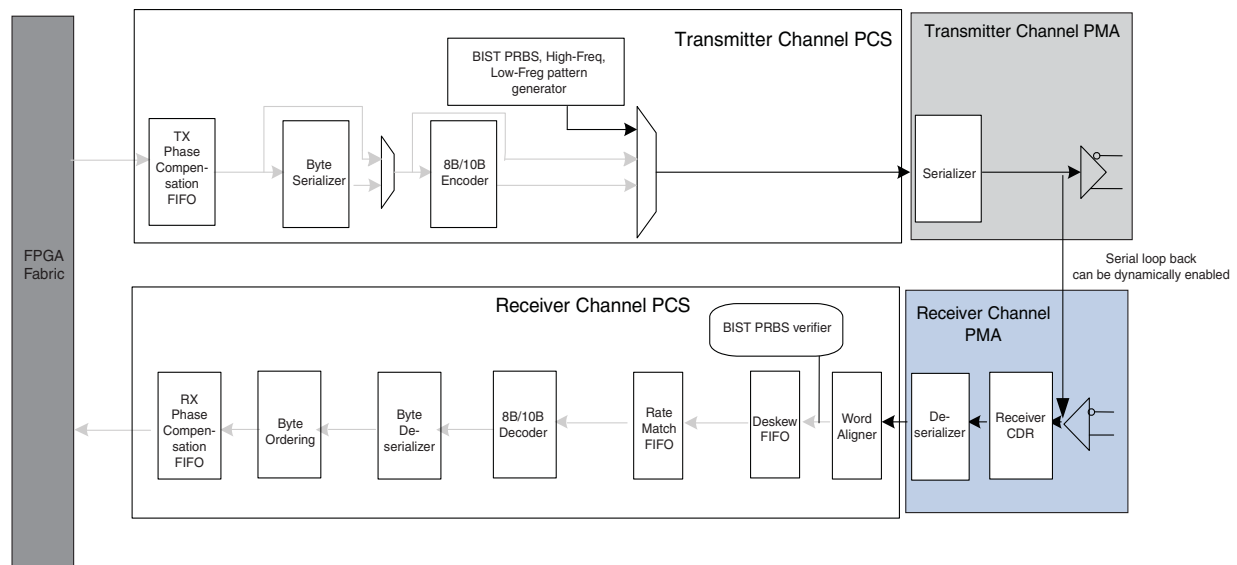 Transmitter Channel PCS
Transmitter Channel PMA
BIST PRBS, High-Freq,
Low-Freg pattern
generator
TX
Phase
Compen-
sation
FIFO
Byte
Serializer
8B/10B
Encoder
Serializer
FPGA
Fabric
Serial loop back
can be dynamically enabled
Receiver Channel PCS
Receiver Channel
PMA
BIST PRBS verifier
RX
Phase
Compen-
sation
FIFO
Byte
Ordering
Byte
De-
serializer
8B/10B
Decoder
Rate
Match
FIFO
Deskew
FIFO
Word
Aligner
De-
serializer
Receiver
CDR